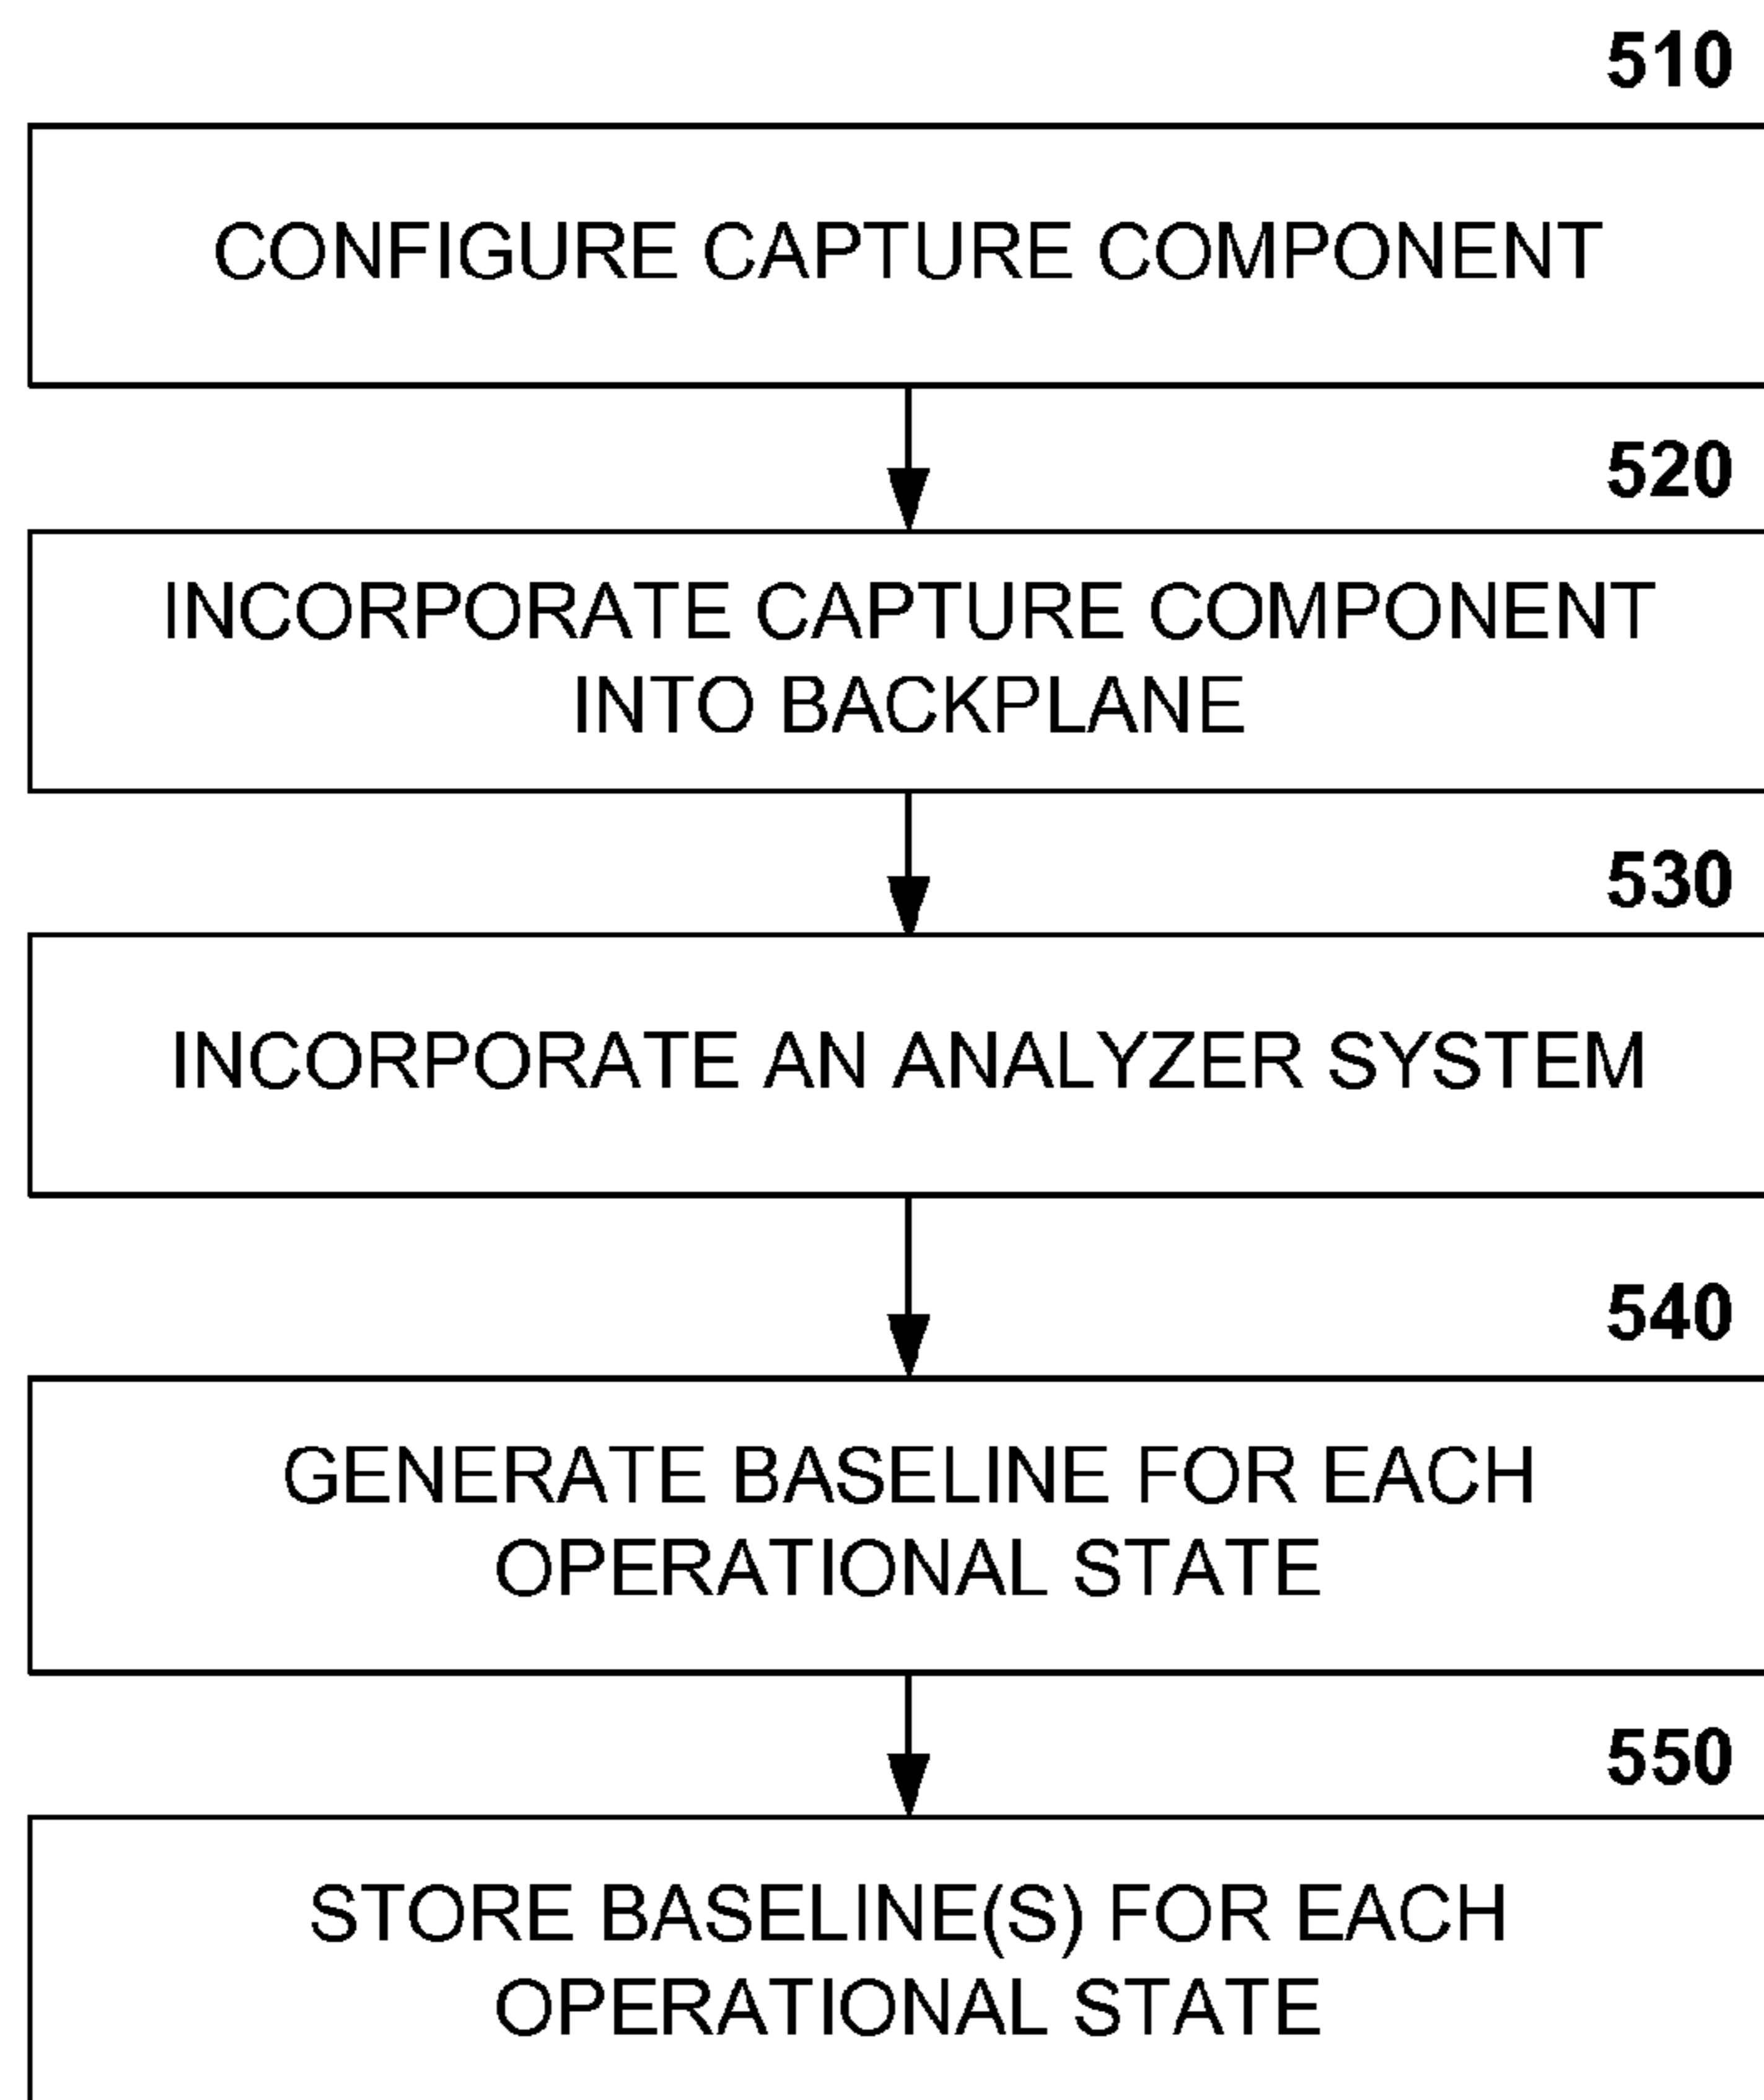 510
CONFIGURE CAPTURE COMPONENT
520
INCORPORATE CAPTURE COMPONENT
INTO BACKPLANE
530
INCORPORATE AN ANALYZER SYSTEM
540
GENERATE BASELINE FOR EACH
OPERATIONAL STATE
550
STORE BASELINE(S) FOR EACH
OPERATIONAL STATE